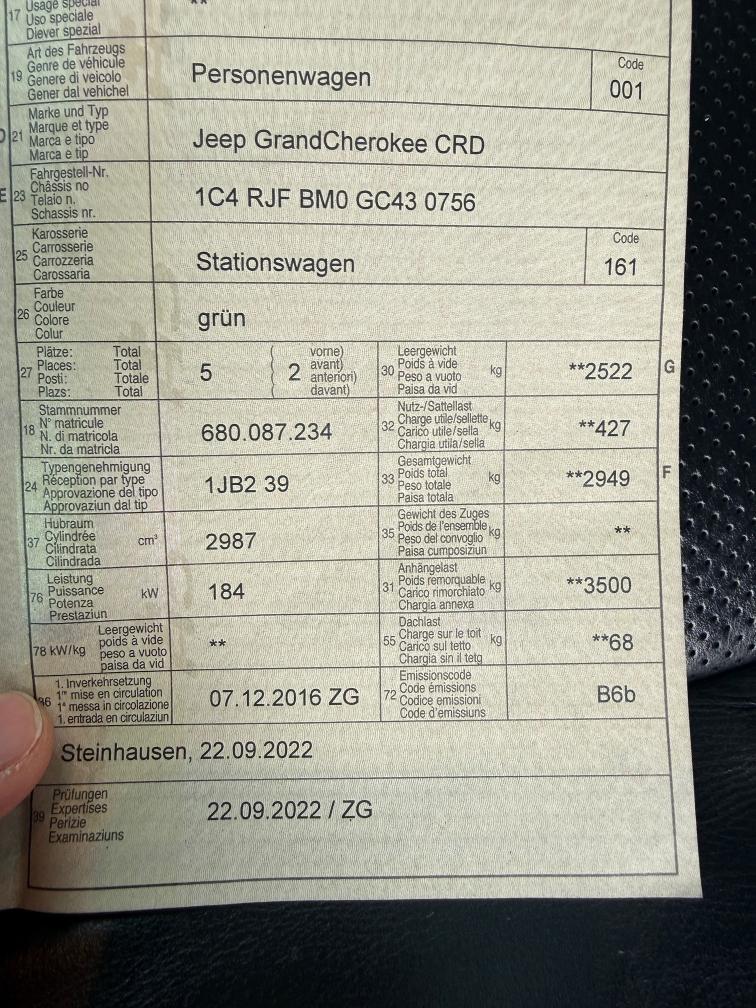 17 Usage spécial
Uso speciale
Diever spezial
**
19 Art des Fahrzeugs
Genre de véhicule
Genere di veicolo
Gener dal vehichel
Personenwagen
Code
001
D 21 Marke und Typ
Marque et type
Marca e tipo
Marca e tip
Jeep GrandCherokee CRD
E 23 Fahrgestell-Nr.
Châssis no
Telaio n.
Schassis nr.
1C4 RJF BM0 GC43 0756
25 Karosserie
Carrosserie
Carrozzeria
Carossaria
Stationswagen
Code
161
26 Farbe
Couleur
Colore
Colur
grün
27 Plätze: Total
Places: Total
Posti: Totale
Plazs: Total
5
2
vorne)
avant)
anteriori)
davant)
30 Leergewicht
Poids à vide
Peso a vuoto
Paisa da vid
kg
**2522
G
18 Stammnummer
N° matricule
N. di matricola
Nr. da matricla
680.087.234
32 Nutz-/Sattellast
Charge utile/sellette
Carico utile/sella
Chargia utila/sella
kg
**427
24 Typengenehmigung
Réception par type
Approvazione del tipo
Approvaziun dal tip
1JB2 39
33 Gesamtgewicht
Poids total
Peso totale
Paisa totala
kg
**2949
F
37 Hubraum
Cylindrée
Cilindrata
Cilindrada
cm³
2987
35 Gewicht des Zuges
Poids de l'ensemble
Peso del convoglio
Paisa cumposiziun
kg
**
76 Leistung
Puissance
Potenza
Prestaziun
kW
184
31 Anhängelast
Poids remorquable
Carico rimorchiato
Chargia annexa
kg
**3500
78 kW/kg
Leergewicht
poids à vide
peso a vuoto
paisa da vid
**
55 Dachlast
Charge sur le toit
Carico sul tetto
Chargia sin il tetg
kg
**68
36 1. Inverkehrsetzung
1re mise en circulation
1a messa in circolazione
1. entrada en circulaziun
07.12.2016 ZG
72 Emissionscode
Code émissions
Codice emissioni
Code d'emissiuns
B6b
Steinhausen, 22.09.2022
39 Prüfungen
Expertises
Perizie
Examinaziuns
22.09.2022 / ZG